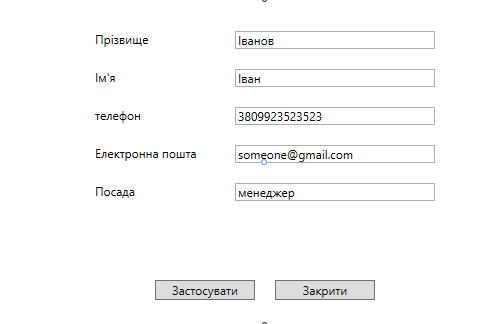 Прізвище Іванов
Ім'я Іван
телефон 3809923523523
Електронна пошта someone@gmail.com
Посада менеджер
Застосувати Закрити